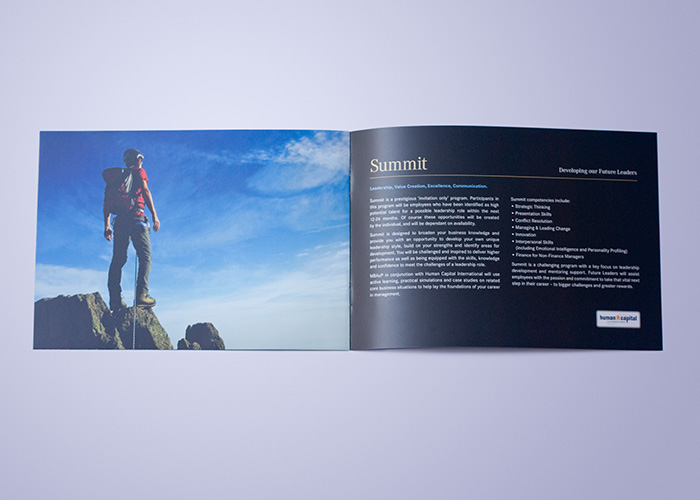 Summit
Developing our Future Leaders
Leadership, Value Creation, Excellence, Communication.
Summit is a prestigious "invitation only" program. Participants in
this program will be employees who have been identified as high
potential talent for a possible leadership role within the next
12-24 months. Of course these opportunities will be created
by the individual, and will be dependant on availability.
Summit is designed to broaden your business knowledge and
provide you with an opportunity to develop your own unique
leadership style, build on your strengths and identify areas for
development. You will be challenged and inspired to deliver higher
performance as well as being equipped with the skills, knowledge
and confidence to meet the challenges of a leadership role.
in conjunction with Human Capital International will use
active learning, practical simulations and case studies on related
core business situations to help lay the foundations of your career
in management.
Summit competencies include:
• Strategic Thinking
• Presentation Skills
• Conflict Resolution
• Managing & Leading Change
• Innovation
• Interpersonal Skills
(including Emotional Intelligence and Personality Profiling)
• Finance for Non-Finance Managers
Summit is a challenging program with a key focus on leadership
development and mentoring support. Future Leaders will assist
employees with the passion and commitment to take that vital next
step in their career – to bigger challenges and greater rewards.
human capital